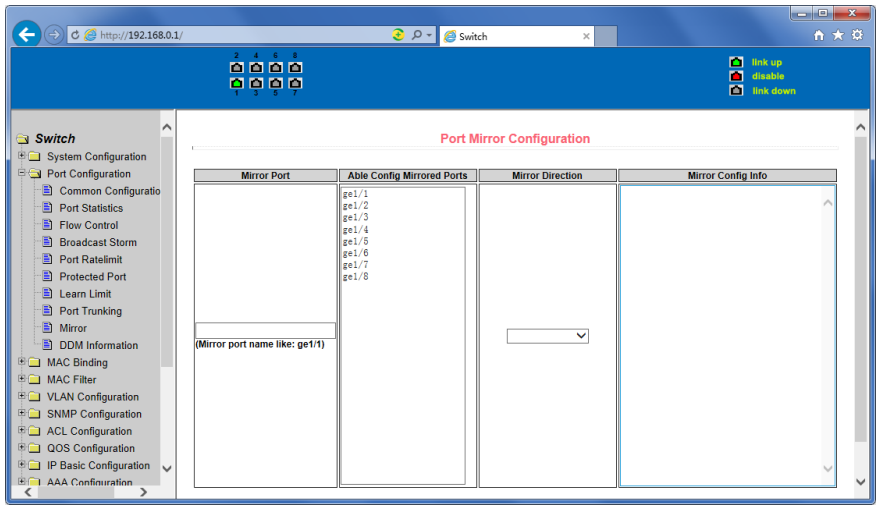 http://192.168.0.1/
Switch
2 4 6 8
1 3 5 7
link up
disable
link down
Switch
System Configuration
Port Configuration
Common Configuratio
Port Statistics
Flow Control
Broadcast Storm
Port Ratelimit
Protected Port
Learn Limit
Port Trunking
Mirror
DDM Information
MAC Binding
MAC Filter
VLAN Configuration
SNMP Configuration
ACL Configuration
QOS Configuration
IP Basic Configuration
AAA Configuration
Port Mirror Configuration
Mirror Port Able Config Mirrored Ports Mirror Direction Mirror Config Info
ge1/1
ge1/2
ge1/3
ge1/4
ge1/5
ge1/6
ge1/7
ge1/8
(Mirror port name like: ge1/1)